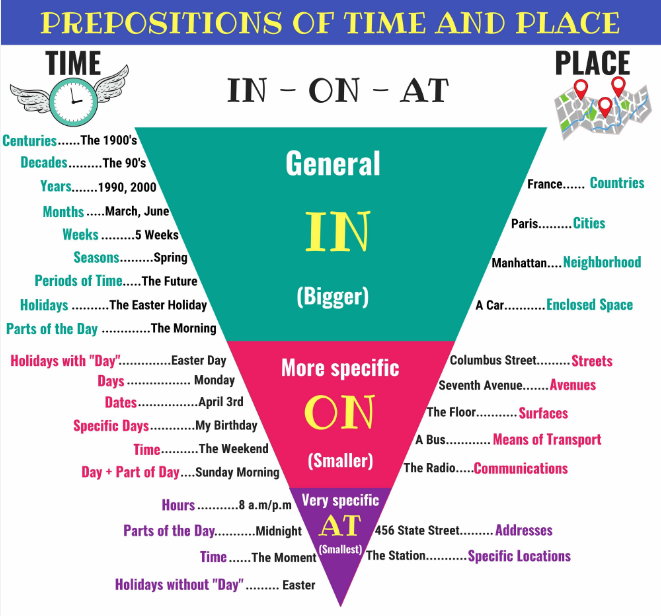 PREPOSITIONS OF TIME AND PLACE
TIME
PLACE
IN - ON - AT
Centuries......The 1900's
Decades.........The 90's
Years.......1990, 2000
Months .....March, June
Weeks .........5 Weeks
Seasons.........Spring
Periods of Time.....The Future
Holidays ..........The Easter Holiday
Parts of the Day .............The Morning
General
IN
(Bigger)
France...... Countries
Paris.........Cities
Manhattan....Neighborhood
A Car...........Enclosed Space
Holidays with "Day"..............Easter Day
Days ................. Monday
Dates................April 3rd
Specific Days............My Birthday
Time..........The Weekend
Day + Part of Day....Sunday Morning
More specific
ON
(Smaller)
Columbus Street.........Streets
Seventh Avenue.......Avenues
The Floor...........Surfaces
A Bus............Means of Transport
The Radio.....Communications
Hours ...........8 a.m/p.m
Parts of the Day...........Midnight
Time ......The Moment
Holidays without "Day" ......... Easter
Very specific
AT
(Smallest)
456 State Street.........Addresses
The Station...........Specific Locations